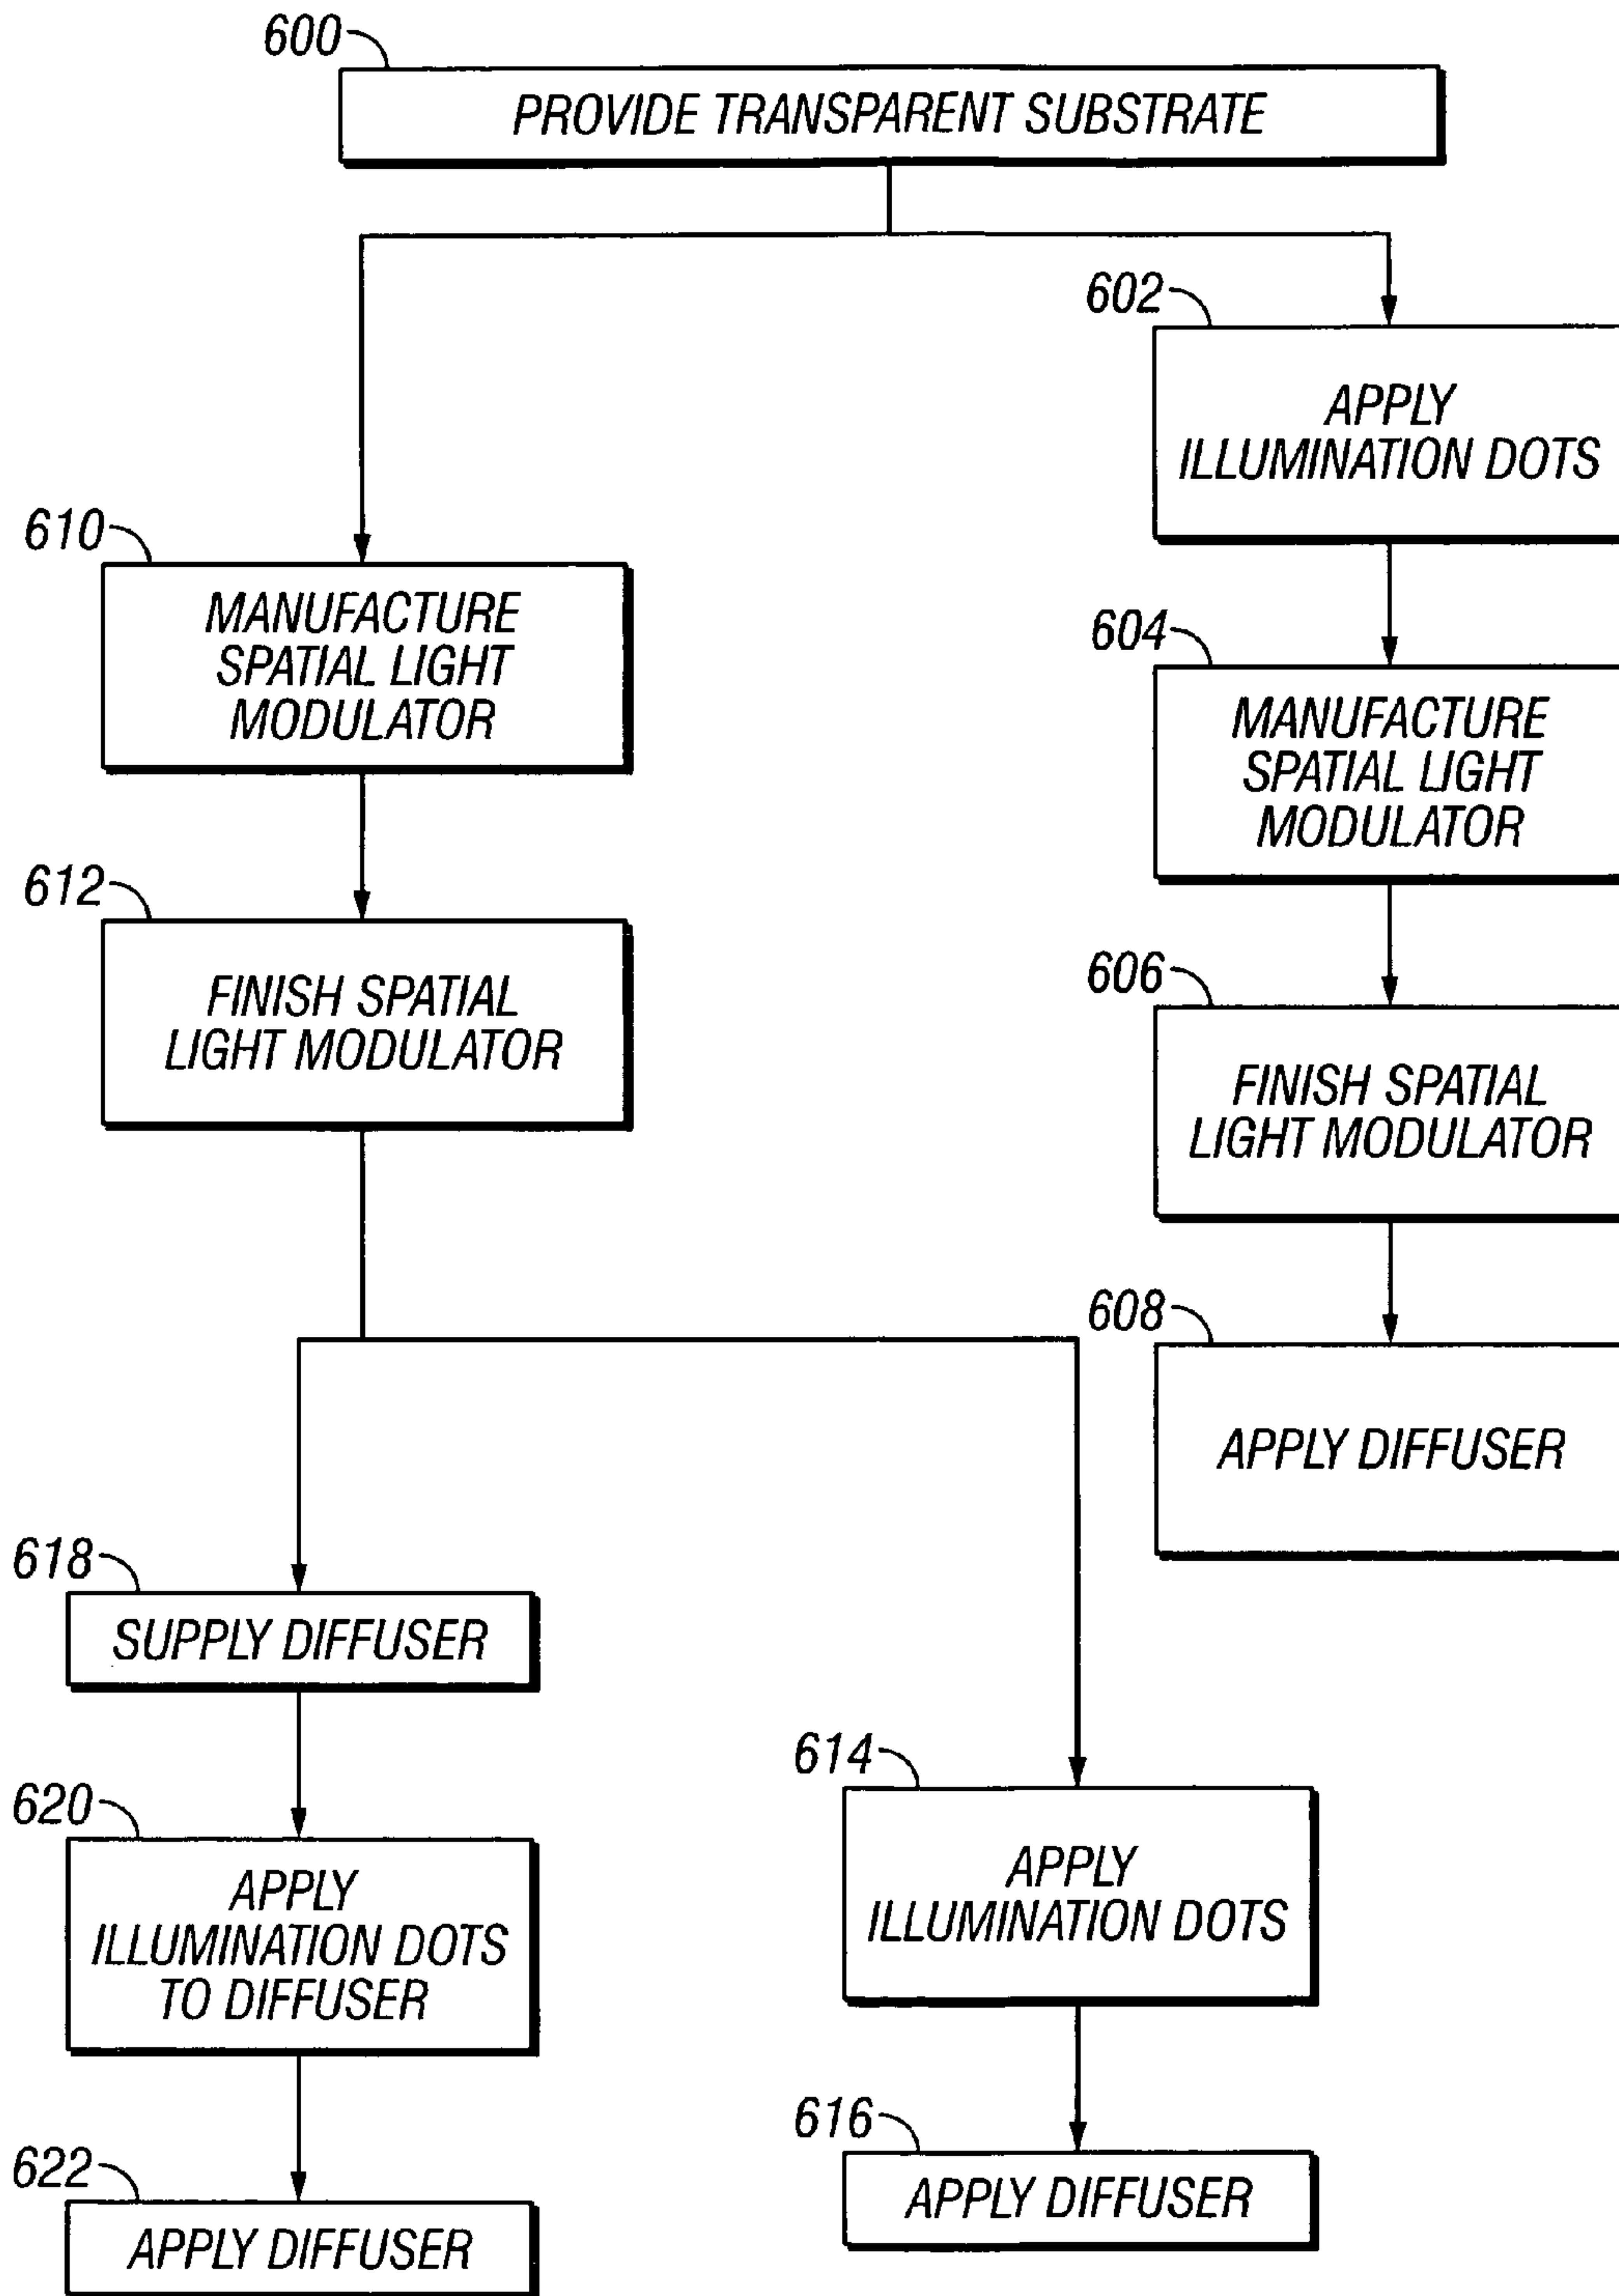 600
PROVIDE TRANSPARENT SUBSTRATE
602
APPLY
ILLUMINATION DOTS
610
MANUFACTURE
SPATIAL LIGHT
MODULATOR
604
MANUFACTURE
SPATIAL LIGHT
MODULATOR
612
FINISH SPATIAL
LIGHT MODULATOR
606
FINISH SPATIAL
LIGHT MODULATOR
608
APPLY DIFFUSER
618
SUPPLY DIFFUSER
614
APPLY
ILLUMINATION DOTS
620
APPLY
ILLUMINATION DOTS
TO DIFFUSER
616
APPLY DIFFUSER
622
APPLY DIFFUSER